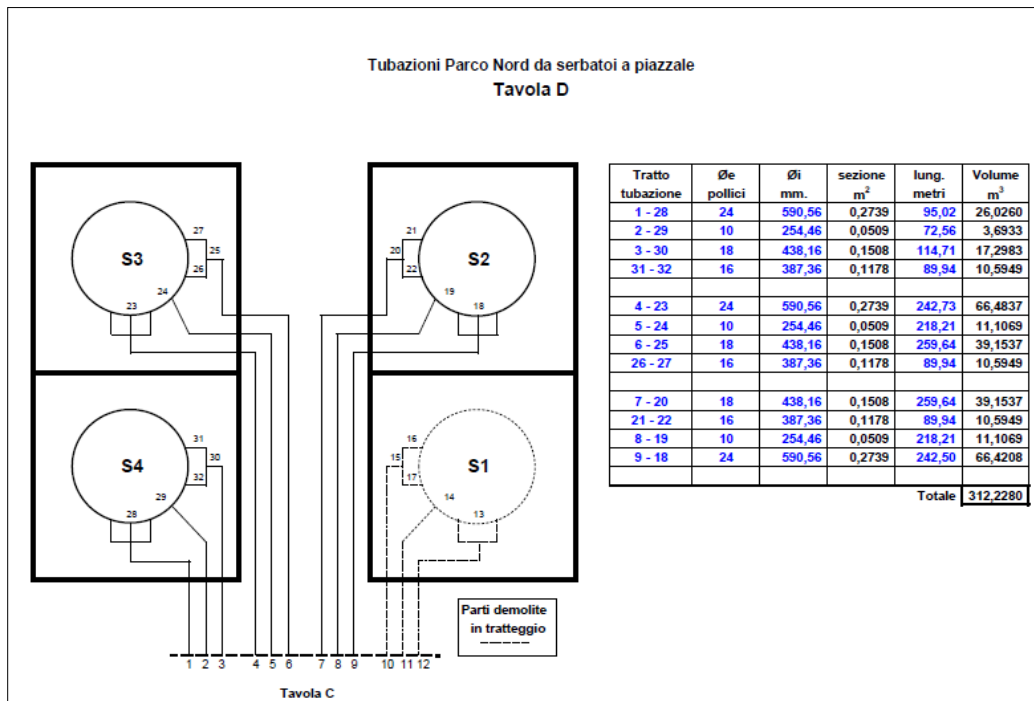 Tubazioni Parco Nord da serbatoi a piazzale
Tavola D
S3
27
25
26
24
23
S2
21
20
22
19
18
S4
31
30
32
29
28
S1
16
15
17
14
13
Parti demolite
in tratteggio
1 2 3 4 5 6 7 8 9 10 11 12
Tavola C
Tratto tubazione Øe pollici Øi mm. sezione m² lung. metri Volume m³
1 - 28 24 590,56 0,2739 95,02 26,0260
2 - 29 10 254,46 0,0509 72,56 3,6933
3 - 30 18 438,16 0,1508 114,71 17,2983
31 - 32 16 387,36 0,1178 89,94 10,5949
4 - 23 24 590,56 0,2739 242,73 66,4837
5 - 24 10 254,46 0,0509 218,21 11,1069
6 - 25 18 438,16 0,1508 259,64 39,1537
26 - 27 16 387,36 0,1178 89,94 10,5949
7 - 20 18 438,16 0,1508 259,64 39,1537
21 - 22 16 387,36 0,1178 89,94 10,5949
8 - 19 10 254,46 0,0509 218,21 11,1069
9 - 18 24 590,56 0,2739 242,50 66,4208
Totale 312,2280